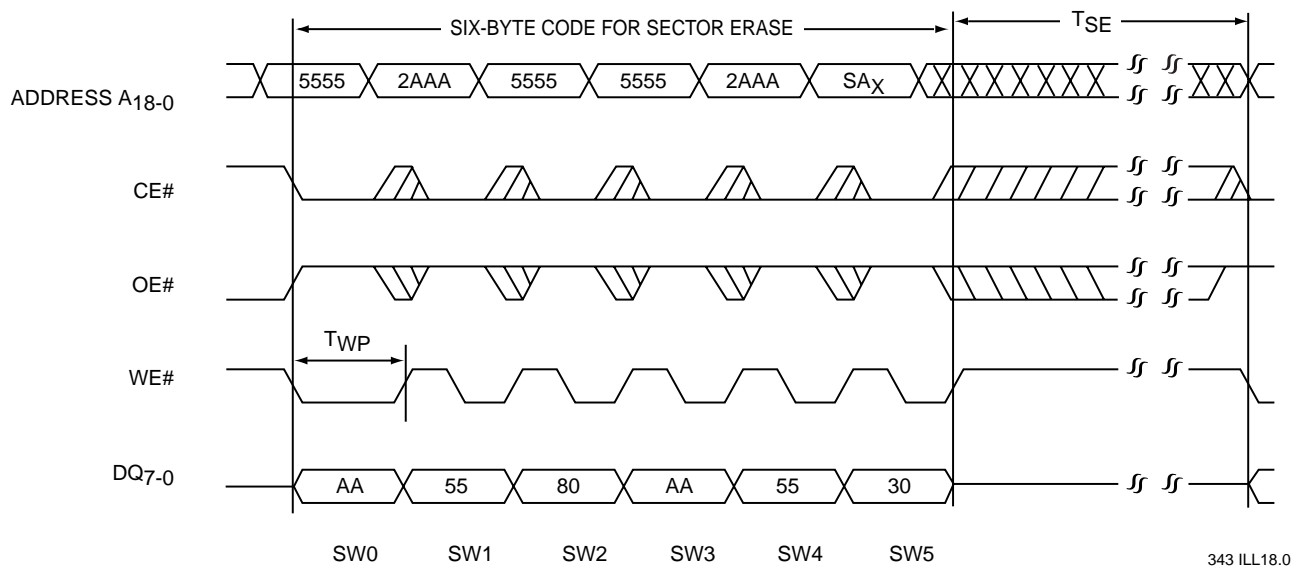 SIX-BYTE CODE FOR SECTOR ERASE
TSE
ADDRESS A18-0
5555 2AAA 5555 5555 2AAA SAX
CE#
OE#
TWP
WE#
DQ7-0
AA 55 80 AA 55 30
SW0 SW1 SW2 SW3 SW4 SW5
343 ILL18.0